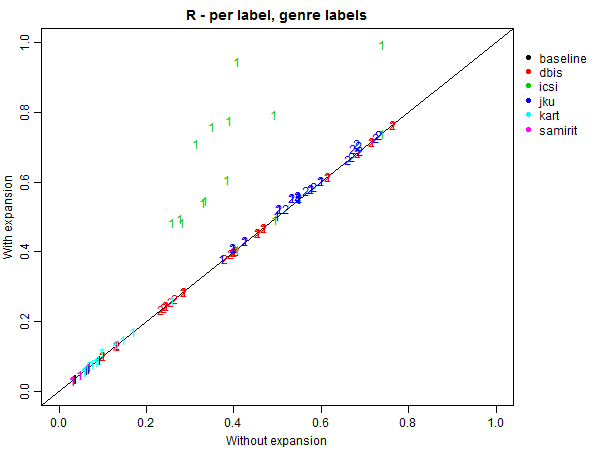 R - per label, genre labels
With expansion
1.0
0.8
0.6
0.4
0.2
0.0
0.0 0.2 0.4 0.6 0.8 1.0
Without expansion
baseline
dbis
icsi
jku
kart
samirit